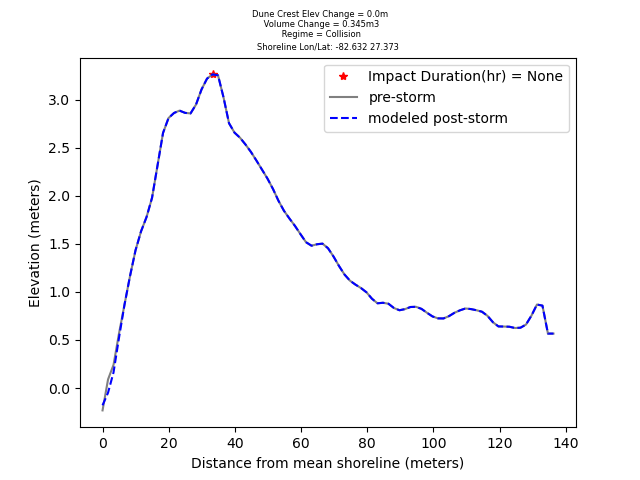 Dune Crest Elev Change = 0.0m
Volume Change = 0.345m3
Regime = Collision
Shoreline Lon/Lat: -82.632 27.373
Impact Duration(hr) = None
pre-storm
modeled post-storm
3.0
2.5
2.0
1.5
1.0
0.5
0.0
Elevation (meters)
0 20 40 60 80 100 120 140
Distance from mean shoreline (meters)